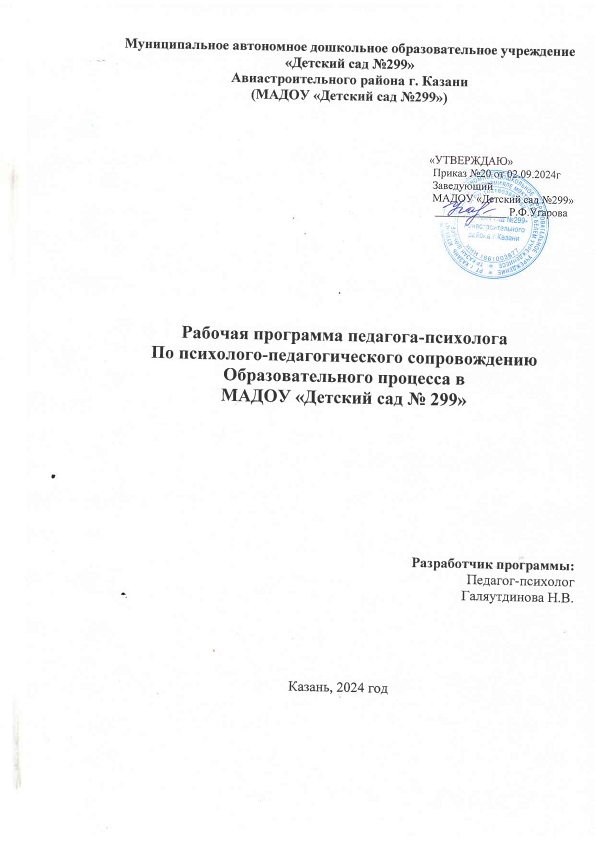 Муниципальное автономное дошкольное образовательное учреждение
«Детский сад №299»
Авиастроительного района г. Казани
(МАДОУ «Детский сад №299»)
«УТВЕРЖДАЮ»
Приказ №20 от 02.09.2024г
Заведующий
МАДОУ «Детский сад №299»
Р.Ф.Угарова
Рабочая программа педагога-психолога
По психолого-педагогического сопровождению
Образовательного процесса в
МАДОУ «Детский сад № 299»
Разработчик программы:
Педагог-психолог
Галяутдинова Н.В.
Казань, 2024 год